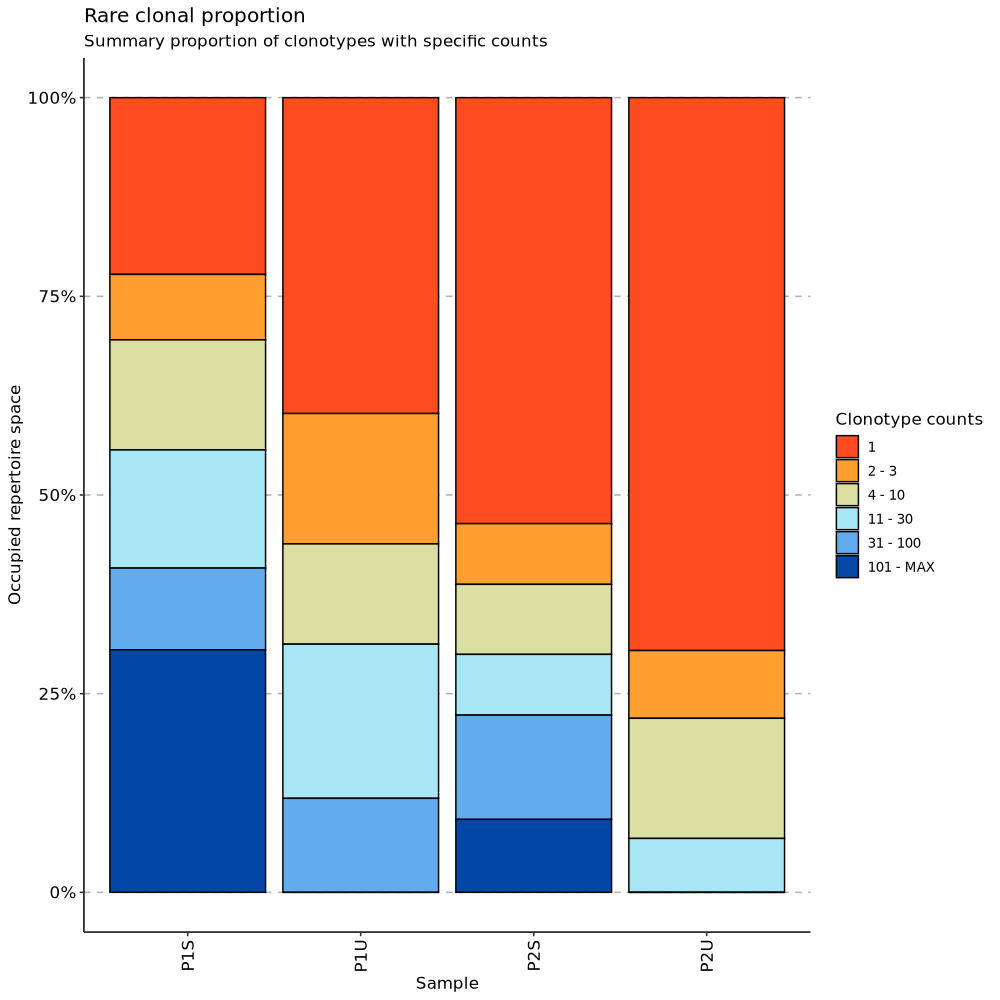 Rare clonal proportion
Summary proportion of clonotypes with specific counts
100%
75%
50%
25%
0%
Occupied repertoire space
P1S
P1U
P2S
P2U
Sample
Clonotype counts
1
2 - 3
4 - 10
11 - 30
31 - 100
101 - MAX